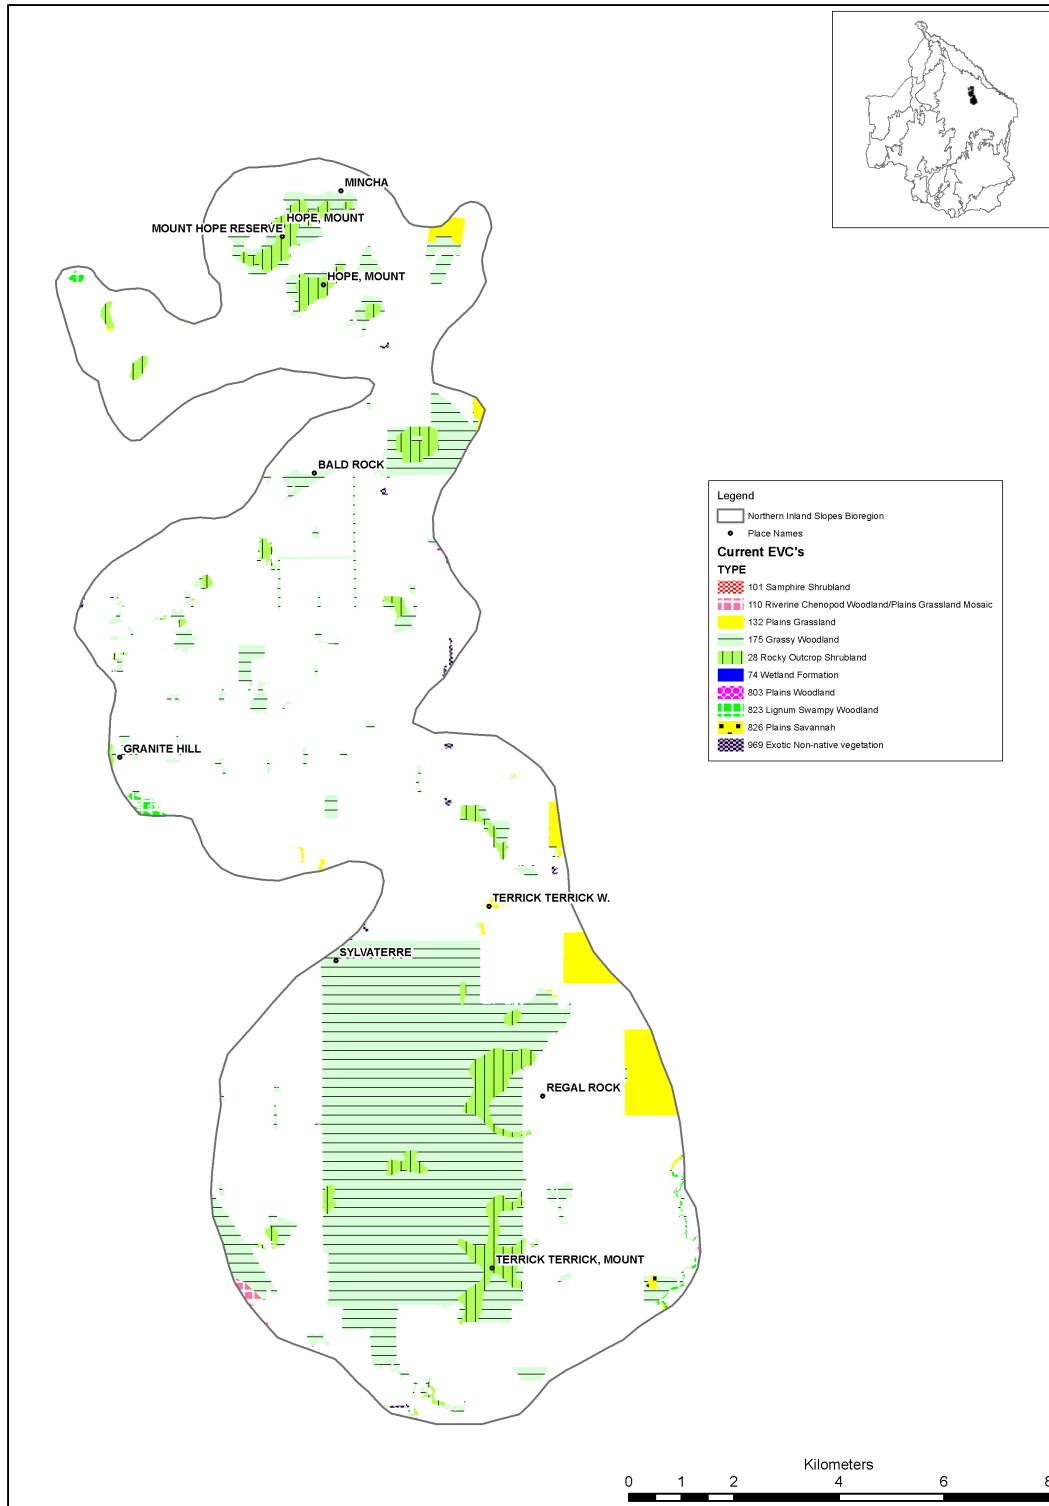 MINCHA
HOPE, MOUNT
MOUNT HOPE RESERVE
HOPE, MOUNT
BALD ROCK
GRANITE HILL
TERRICK TERRICK W.
SYLVATERRE
REGAL ROCK
TERRICK TERRICK, MOUNT
Legend
Northern Inland Slopes Bioregion
Place Names
Current EVC's
TYPE
101 Samphire Shrubland
110 Riverine Chenopod Woodland/Plains Grassland Mosaic
132 Plains Grassland
175 Grassy Woodland
28 Rocky Outcrop Shrubland
74 Wetland Formation
803 Plains Woodland
823 Lignum Swampy Woodland
826 Plains Savannah
969 Exotic Non-native vegetation
Kilometers
0 1 2 4 6 8